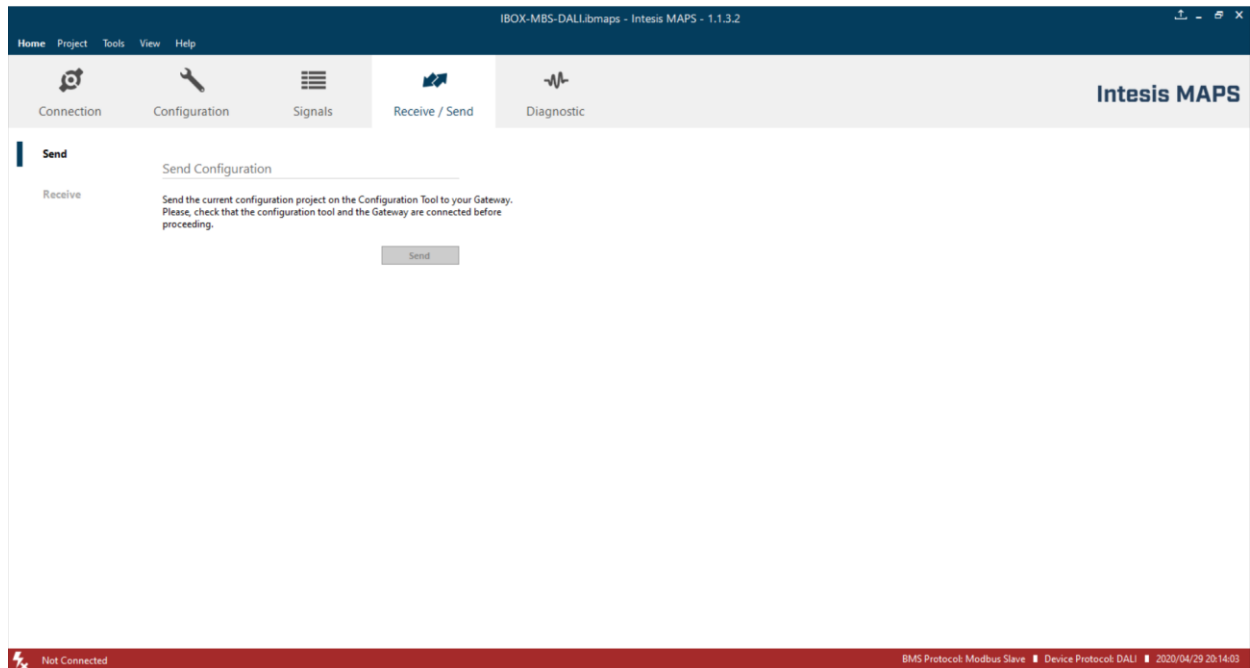 IBOX-MBS-DALI.ibmaps - Intesis MAPS - 1.1.3.2
Home Project Tools View Help
Connection Configuration Signals Receive / Send Diagnostic
Intesis MAPS
Send
Receive
Send Configuration
Send the current configuration project on the Configuration Tool to your Gateway.
Please, check that the configuration tool and the Gateway are connected before
proceeding.
Send
Not Connected
BMS Protocol: Modbus Slave Device Protocol: DALI 2020/04/29 20:14:03